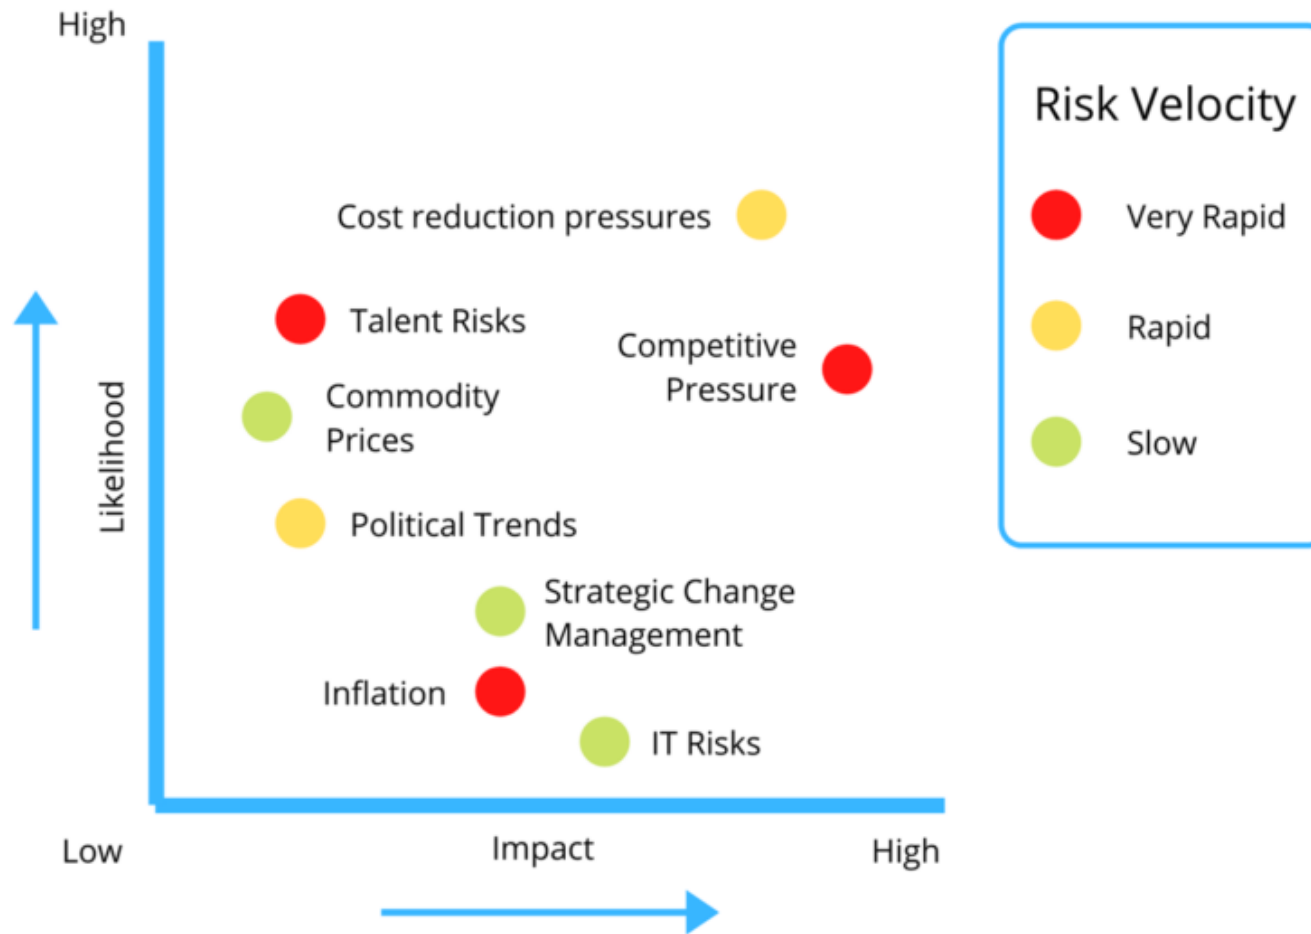 High
Risk Velocity
Cost reduction pressures
Very Rapid
Talent Risks
Rapid
Competitive
Pressure
Commodity
Prices
Slow
Likelihood
Political Trends
Strategic Change
Management
Inflation
IT Risks
Low
Impact
High